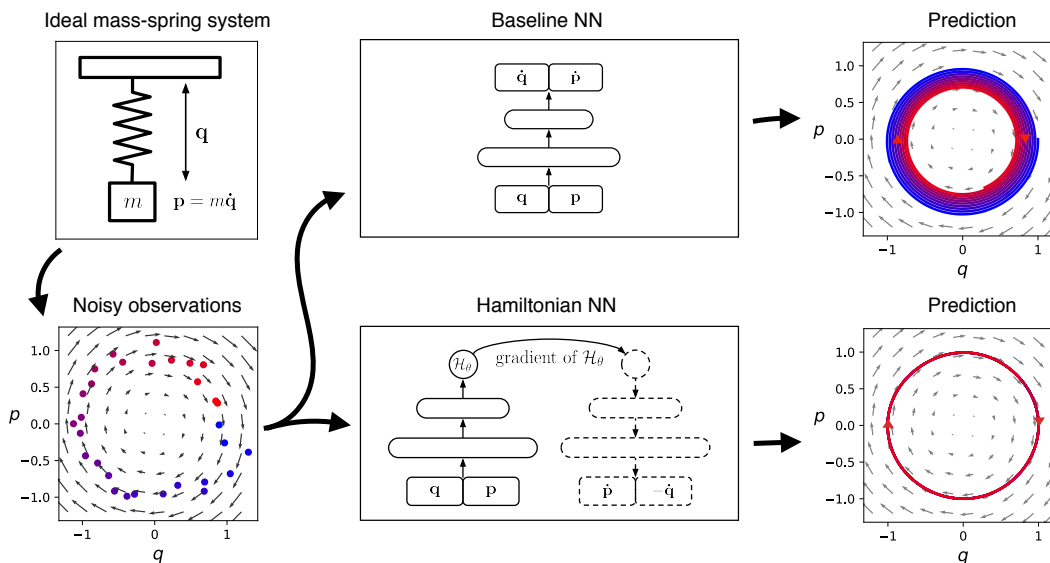 Ideal mass-spring system
q
m
p = mq̇
Baseline NN
q̇ ṗ
q p
Prediction
1.0
0.5
p 0.0
−0.5
−1.0
−1 0 1
q
Noisy observations
1.0
0.5
p 0.0
−0.5
−1.0
−1 0 1
q
Hamiltonian NN
ℋθ gradient of ℋθ
q p ṗ −q̇
Prediction
1.0
0.5
p 0.0
−0.5
−1.0
−1 0 1
q